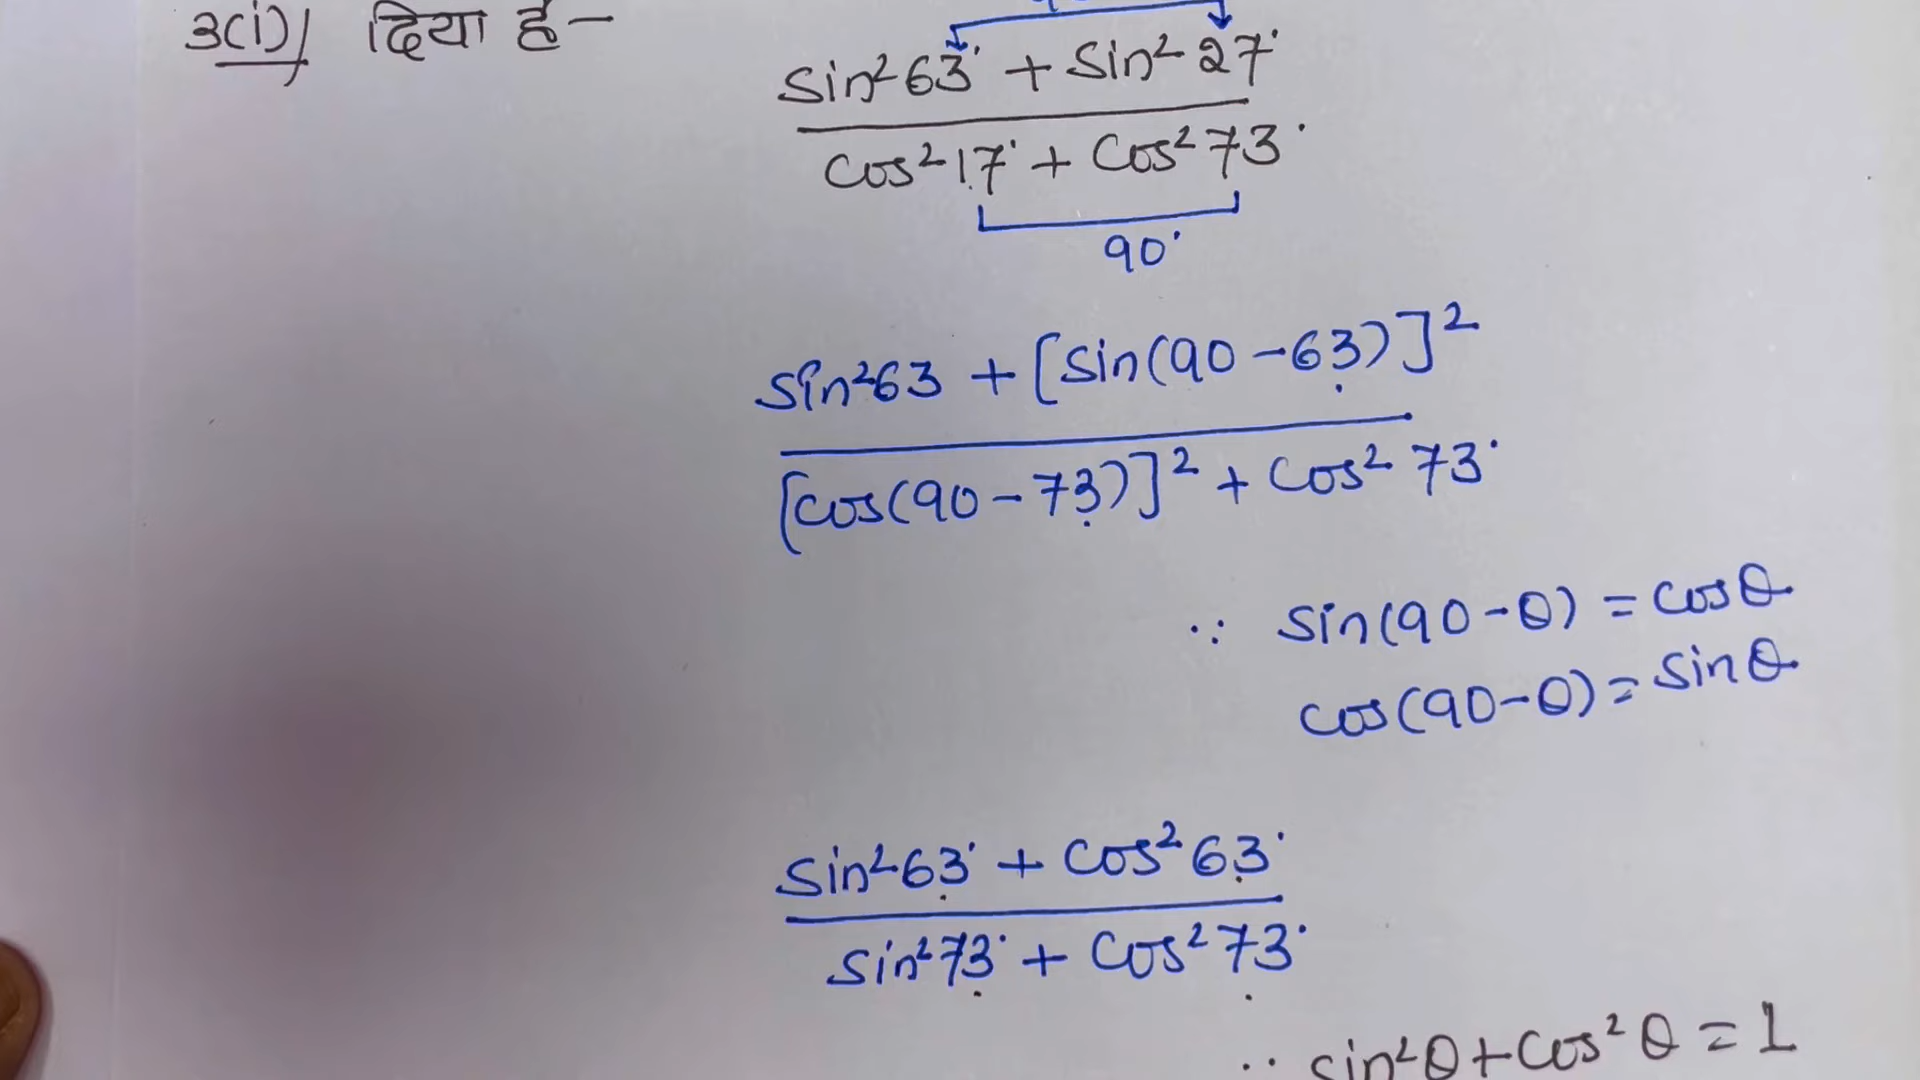 3(i)/ दिया है-
sin²63° + sin²27°
cos²17° + cos²73°
90°
sin²63 + [sin(90-63)]²
[cos(90-73)]² + cos²73°
∵ sin(90-θ) = cosθ
cos(90-θ) = sinθ
sin²63° + cos²63°
sin²73° + cos²73°
∵ sin²θ + cos²θ = 1